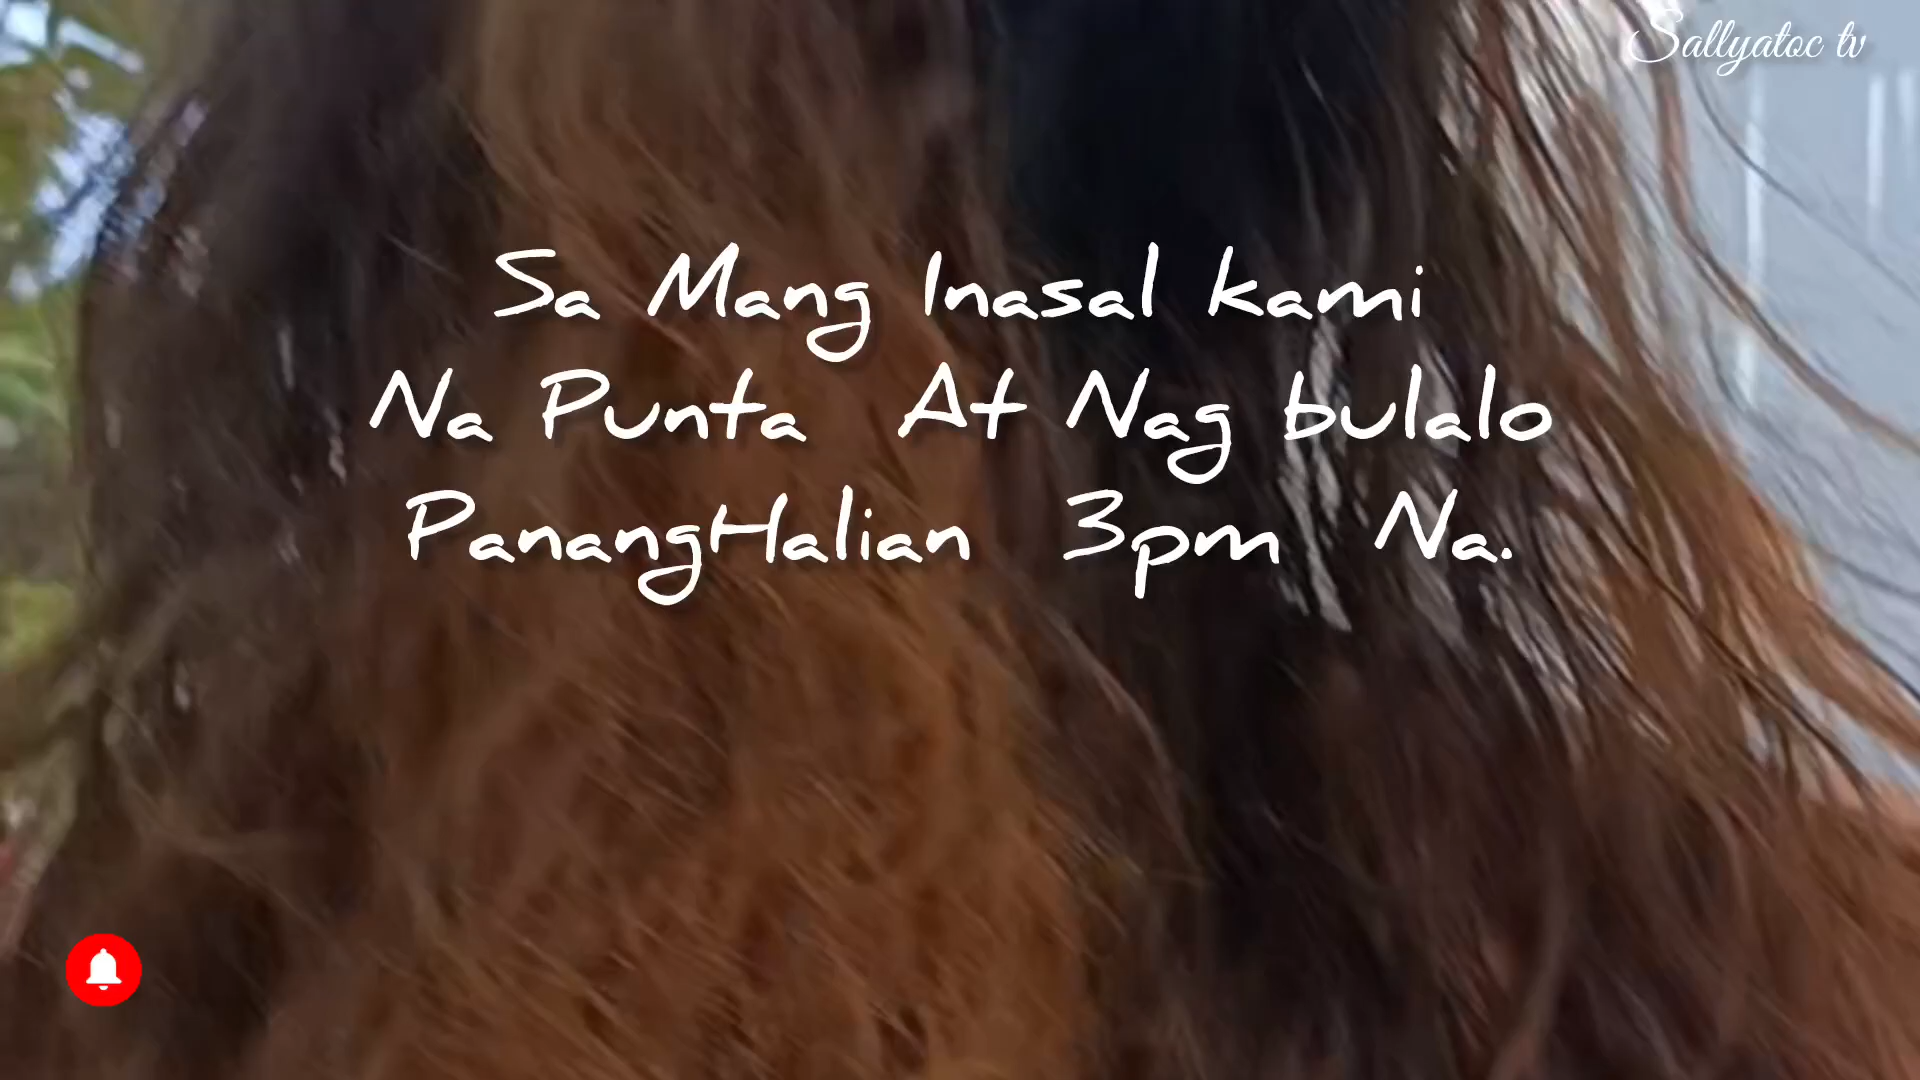 Sallyatoc tv
Sa Mang Inasal kami
Na Punta At Nag bulalo
PanangHalian 3pm Na.